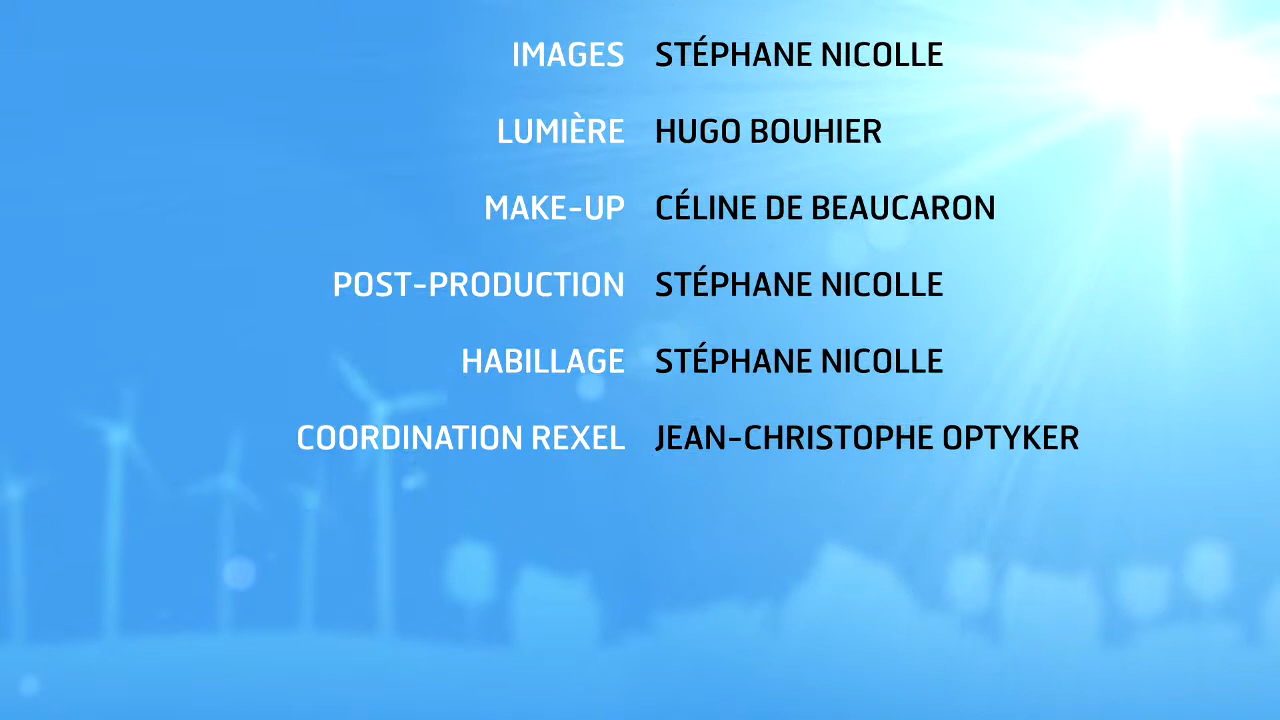 IMAGES STÉPHANE NICOLLE
LUMIÈRE HUGO BOUHIER
MAKE-UP CÉLINE DE BEAUCARON
POST-PRODUCTION STÉPHANE NICOLLE
HABILLAGE STÉPHANE NICOLLE
COORDINATION REXEL JEAN-CHRISTOPHE OPTYKER